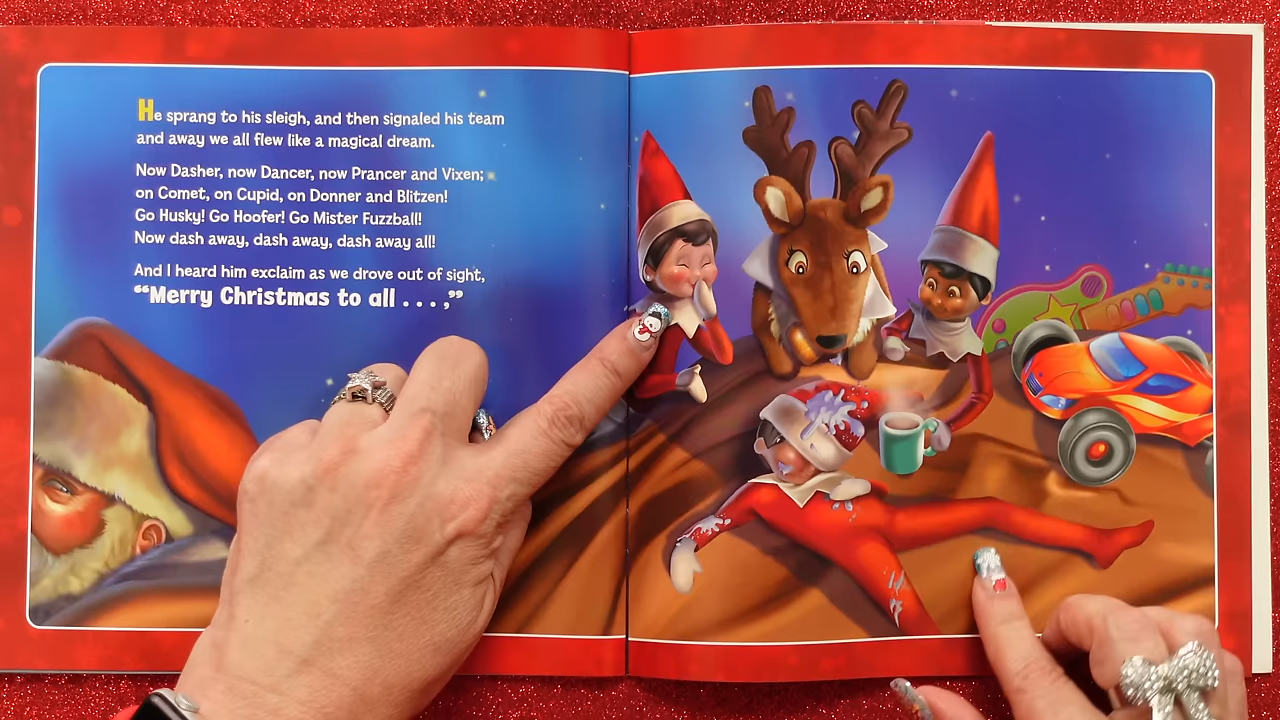 He sprang to his sleigh, and then signaled his team
and away we all flew like a magical dream.
Now Dasher, now Dancer, now Prancer and Vixen;
on Comet, on Cupid, on Donner and Blitzen!
Go Husky! Go Hoofer! Go Mister Fuzzball!
Now dash away, dash away, dash away all!
And I heard him exclaim as we drove out of sight,
“Merry Christmas to all . . . ,”